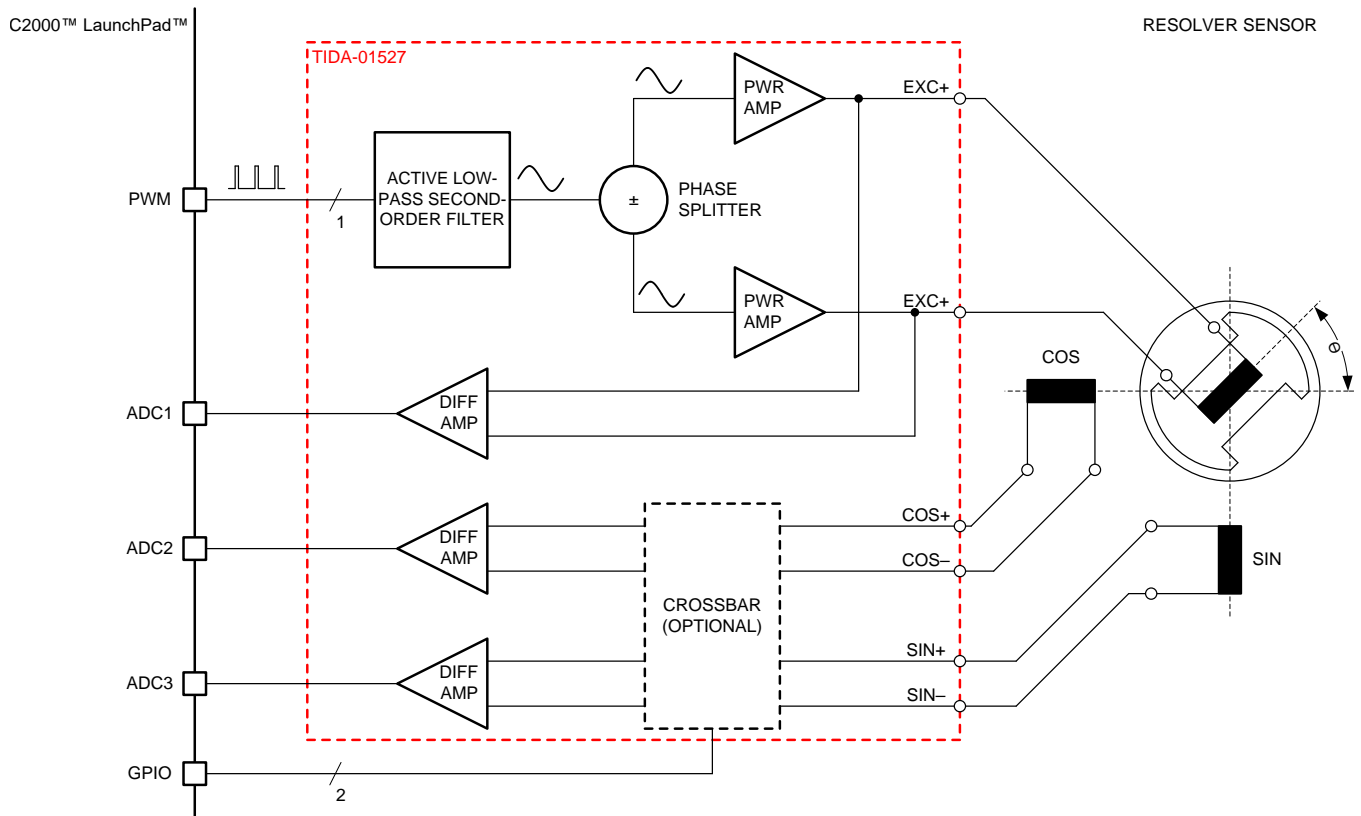 C2000™ LaunchPad™
RESOLVER SENSOR
TIDA-01527
PWR
AMP
EXC+
ACTIVE LOW-
PASS SECOND-
ORDER FILTER
PHASE
SPLITTER
±
PWM
1
PWR
AMP
EXC+
COS
Θ
ADC1
DIFF
AMP
ADC2
DIFF
AMP
COS+
COS–
CROSSBAR
(OPTIONAL)
SIN
ADC3
DIFF
AMP
SIN+
SIN–
GPIO
2